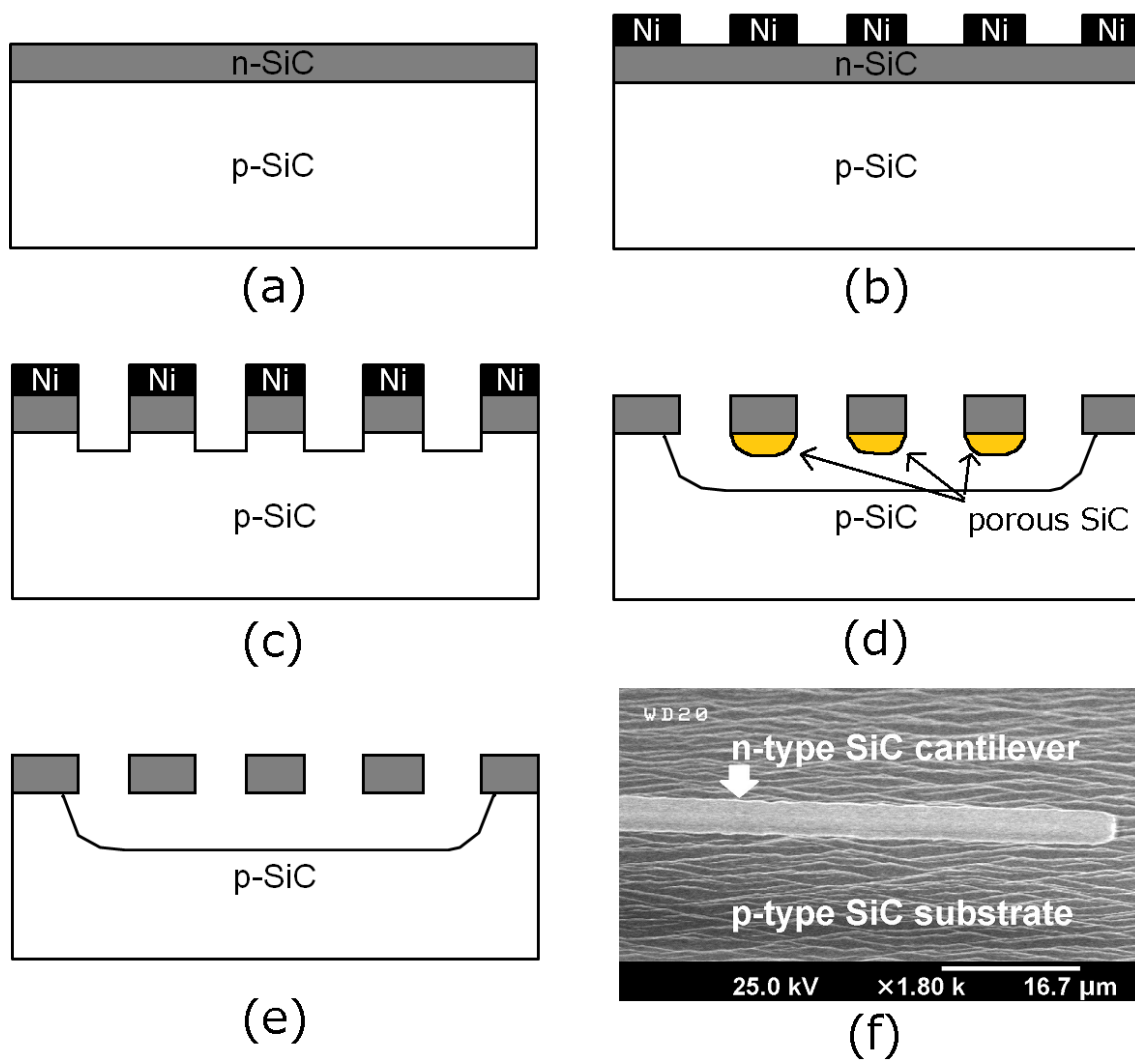 n-SiC
p-SiC
(a)
Ni Ni Ni Ni Ni
n-SiC
p-SiC
(b)
Ni Ni Ni Ni Ni
p-SiC
(c)
p-SiC
porous SiC
(d)
p-SiC
(e)
WD20
n-type SiC cantilever
p-type SiC substrate
25.0 kV ×1.80 k 16.7 µm
(f)